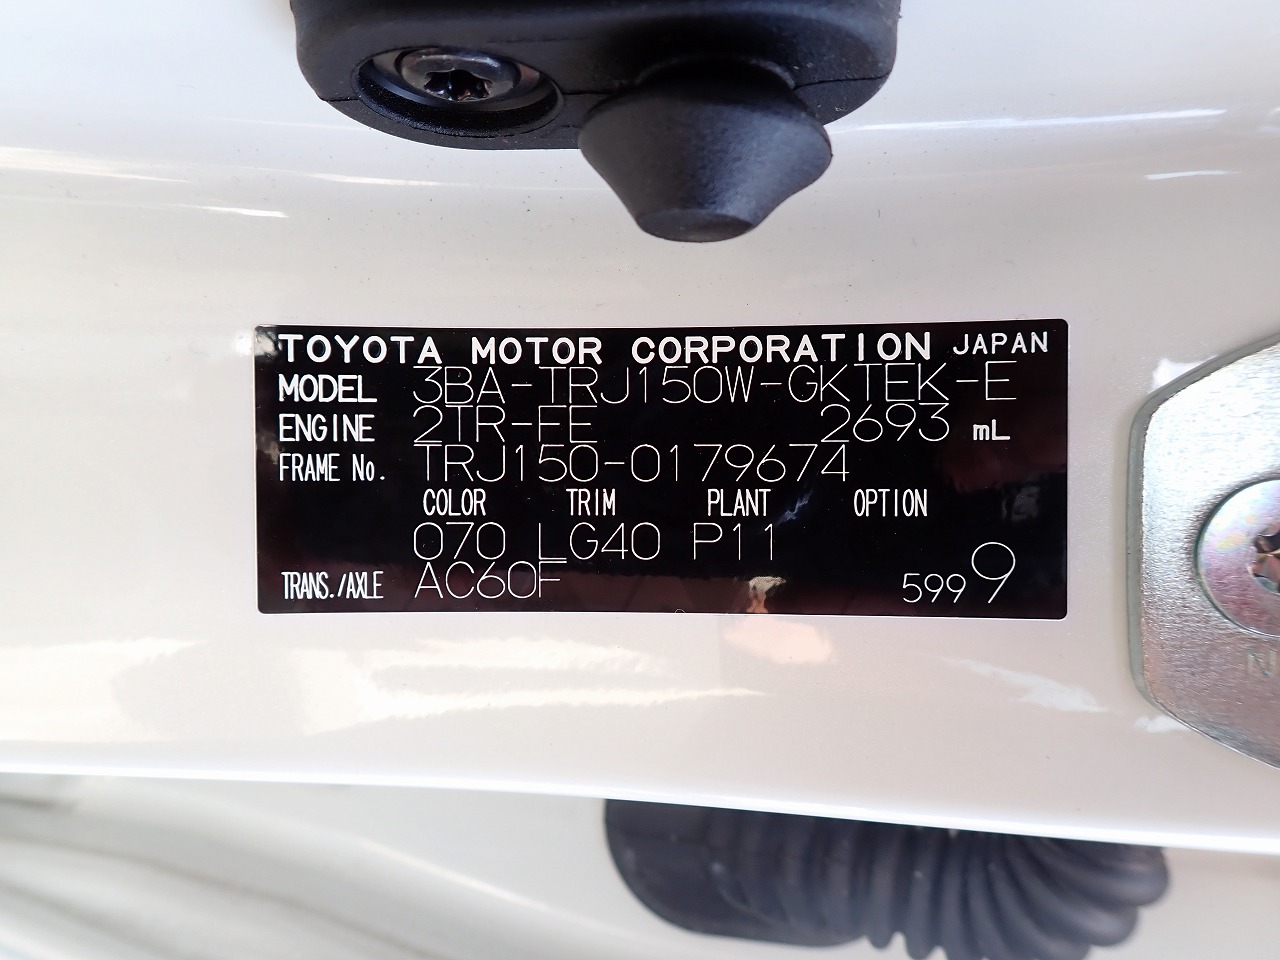 TOYOTA MOTOR CORPORATION JAPAN
MODEL 3BA-TRJ150W-GKTEK-E
ENGINE 2TR-FE 2693 mL
FRAME No. TRJ150-0179674
COLOR TRIM PLANT OPTION
070 LG40 P11
TRANS./AXLE AC60F 5999
N